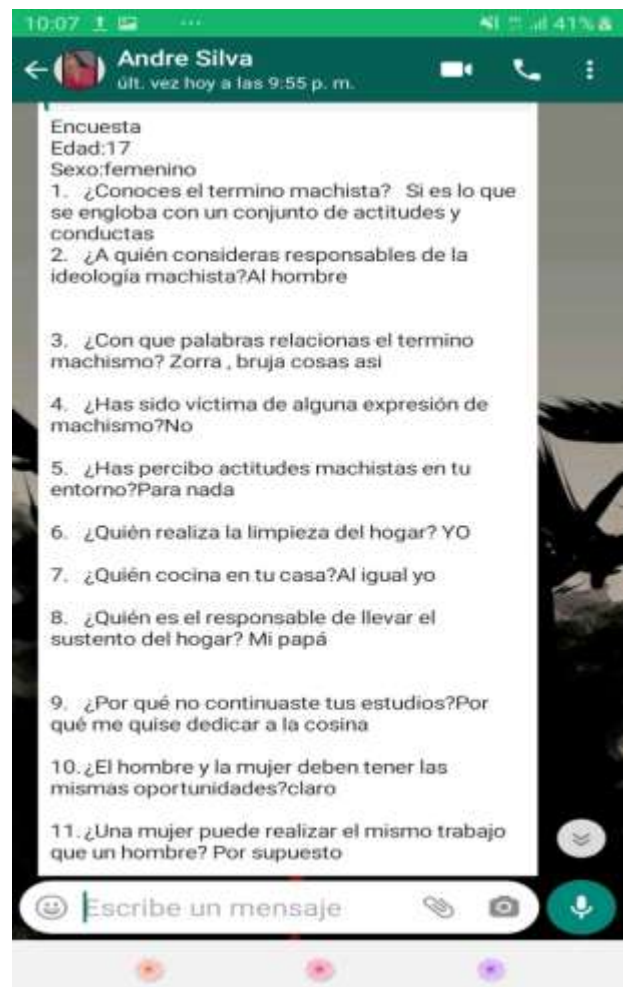 10:07
41%
Andre Silva
últ. vez hoy a las 9:55 p. m.
Encuesta
Edad:17
Sexo:femenino
1. ¿Conoces el termino machista? Si es lo que
se engloba con un conjunto de actitudes y
conductas
2. ¿A quién consideras responsables de la
ideología machista?Al hombre
3. ¿Con que palabras relacionas el termino
machismo? Zorra , bruja cosas asi
4. ¿Has sido victima de alguna expresión de
machismo?No
5. ¿Has percibo actitudes machistas en tu
entorno?Para nada
6. ¿Quién realiza la limpieza del hogar? YO
7. ¿Quién cocina en tu casa?Al igual yo
8. ¿Quién es el responsable de llevar el
sustento del hogar? Mi papá
9. ¿Por qué no continuaste tus estudios?Por
qué me quise dedicar a la cosina
10.¿El hombre y la mujer deben tener las
mismas oportunidades?claro
11.¿Una mujer puede realizar el mismo trabajo
que un hombre? Por supuesto
Escribe un mensaje